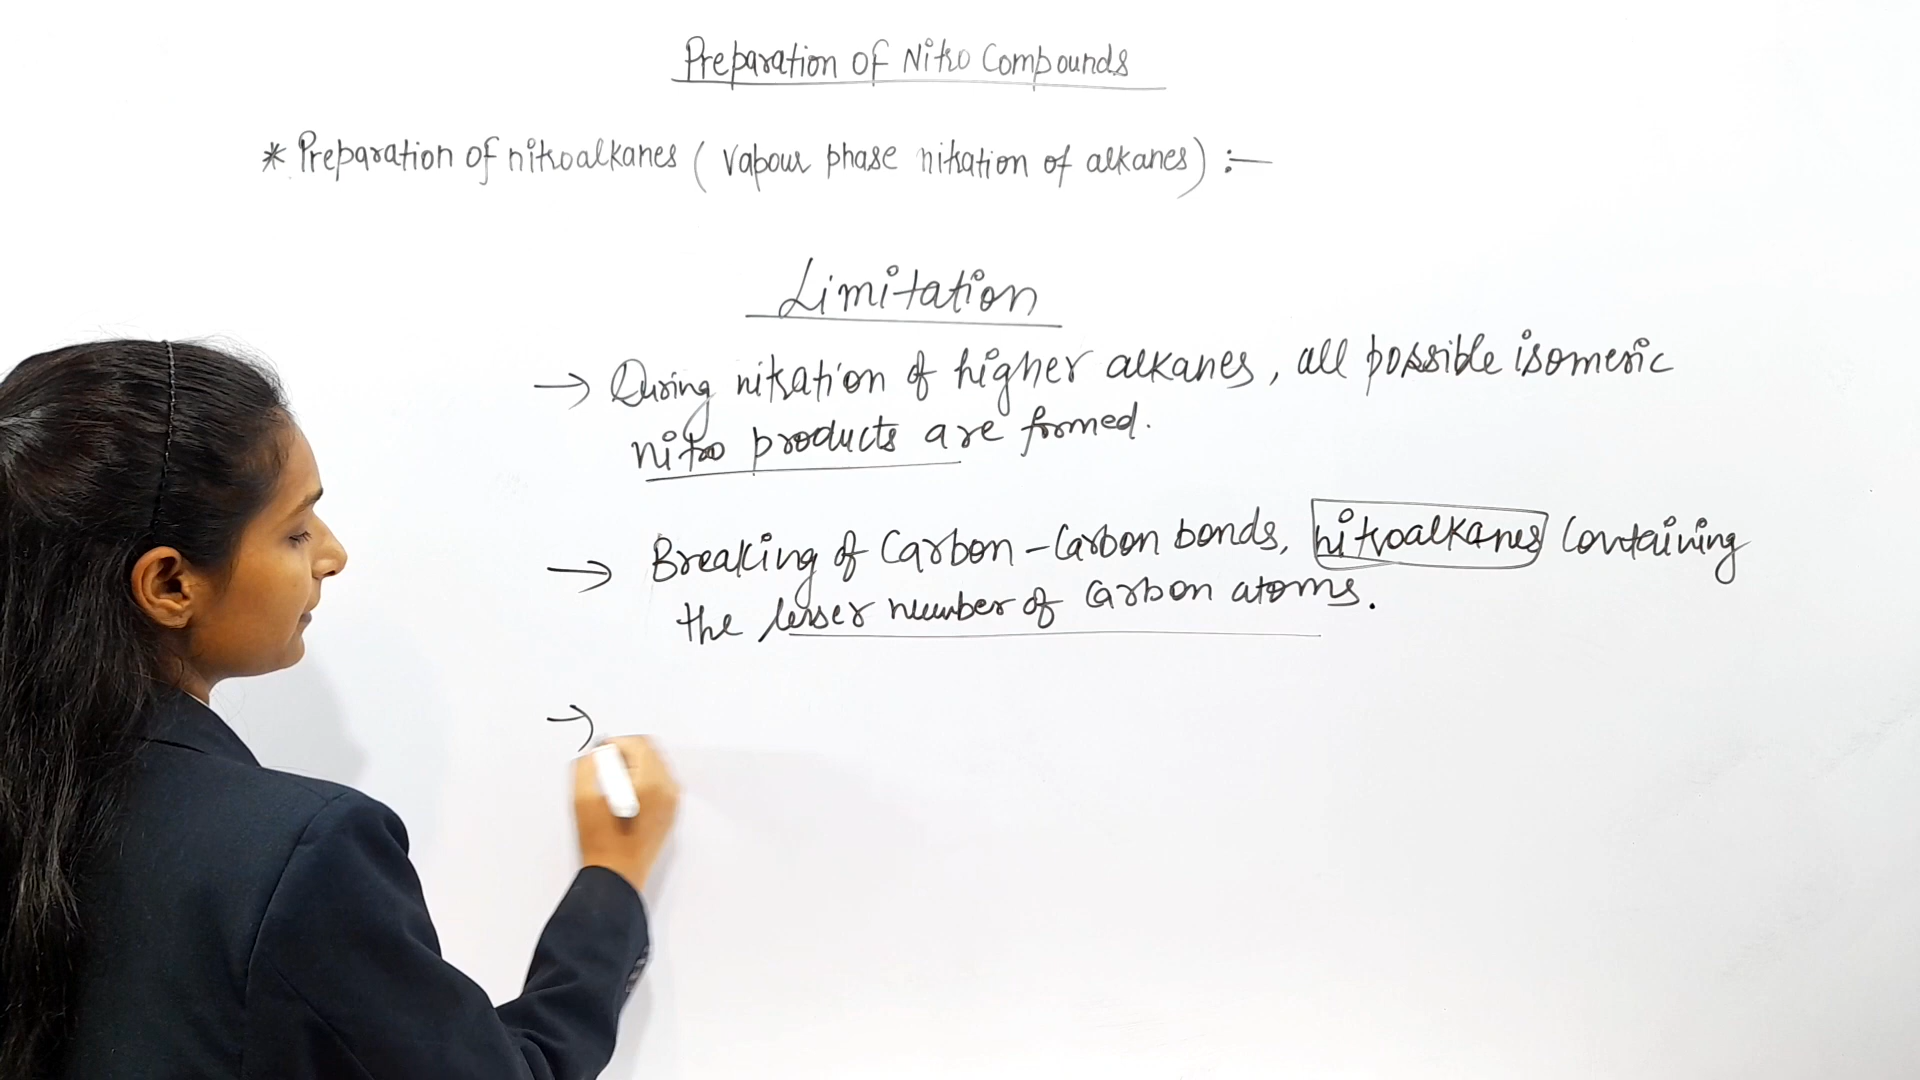 Preparation of Nitro Compounds
* Preparation of nitroalkanes ( Vapour phase nitration of alkanes) :-
Limitation
→ During nitration of higher alkanes, all possible isomeric
nitro products are formed.
→ Breaking of Carbon-Carbon bonds, nitroalkanes Containing
the lesser number of Carbon atoms.
→